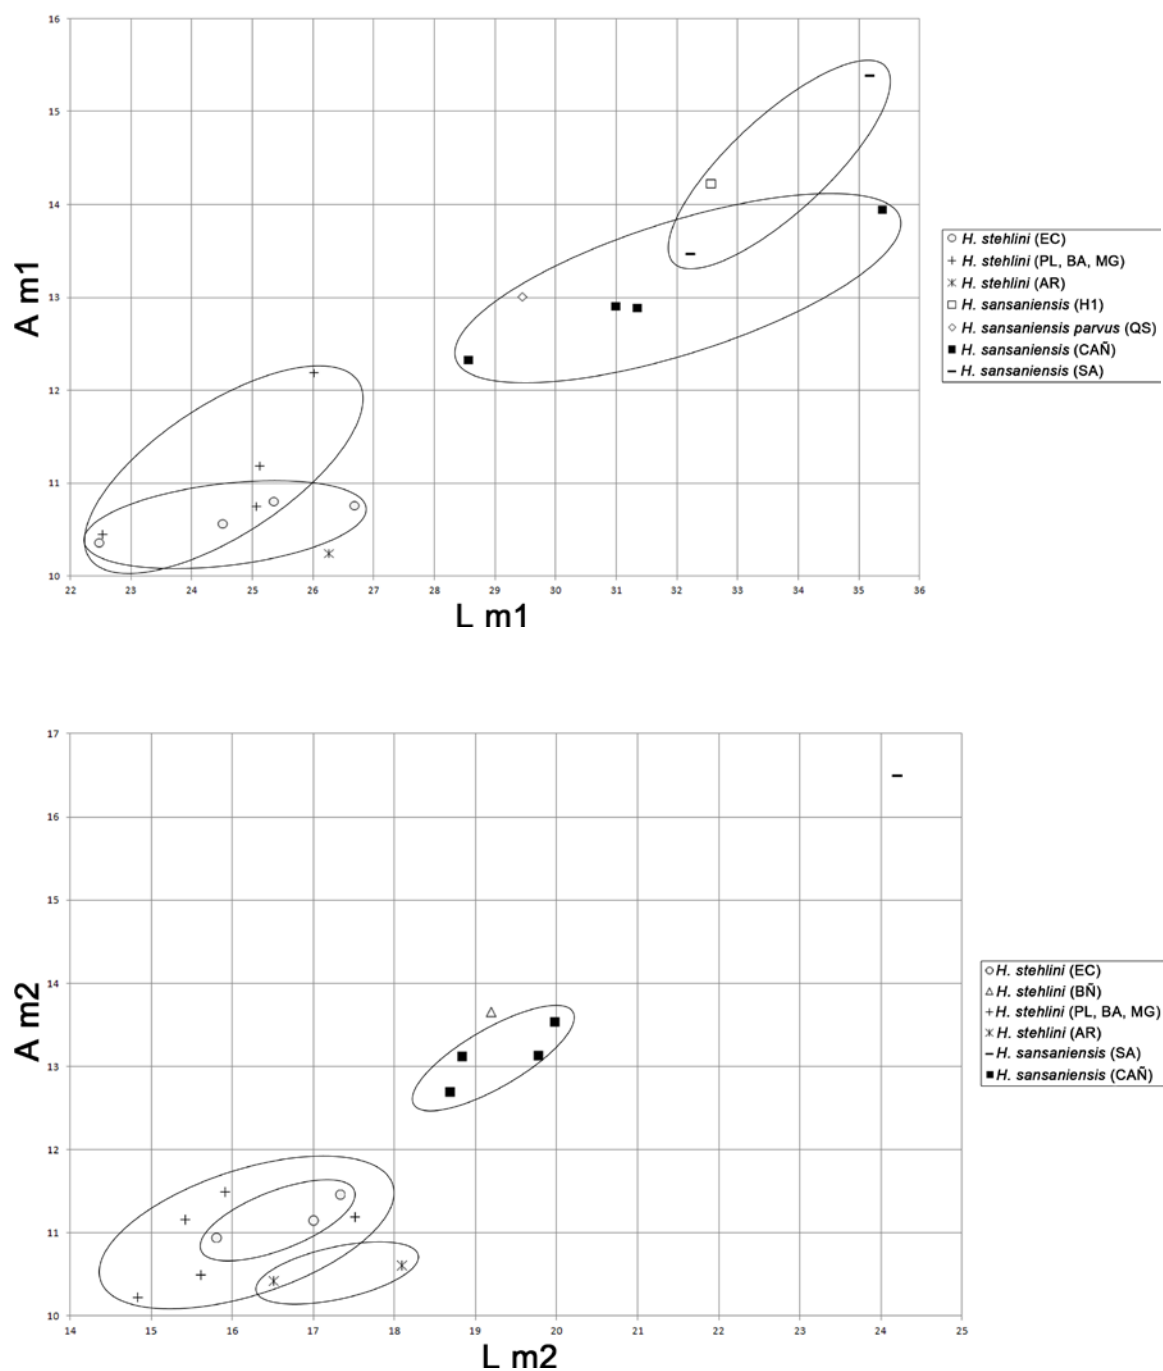 16
15
14
13
12
11
10
A m1
22 23 24 25 26 27 28 29 30 31 32 33 34 35 36
L m1
H. stehlini (EC)
H. stehlini (PL, BA, MG)
H. stehlini (AR)
H. sansaniensis (H1)
H. sansaniensis parvus (QS)
H. sansaniensis (CAÑ)
H. sansaniensis (SA)
17
16
15
14
13
12
11
10
A m2
14 15 16 17 18 19 20 21 22 23 24 25
L m2
H. stehlini (EC)
H. stehlini (BÑ)
H. stehlini (PL, BA, MG)
H. stehlini (AR)
H. sansaniensis (SA)
H. sansaniensis (CAÑ)